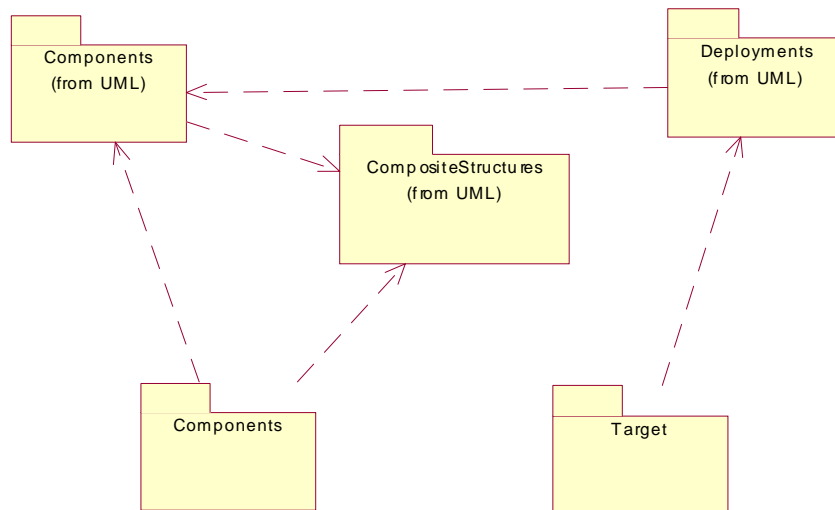 Components
(from UML)
Deployments
(from UML)
CompositeStructures
(from UML)
Components
Target